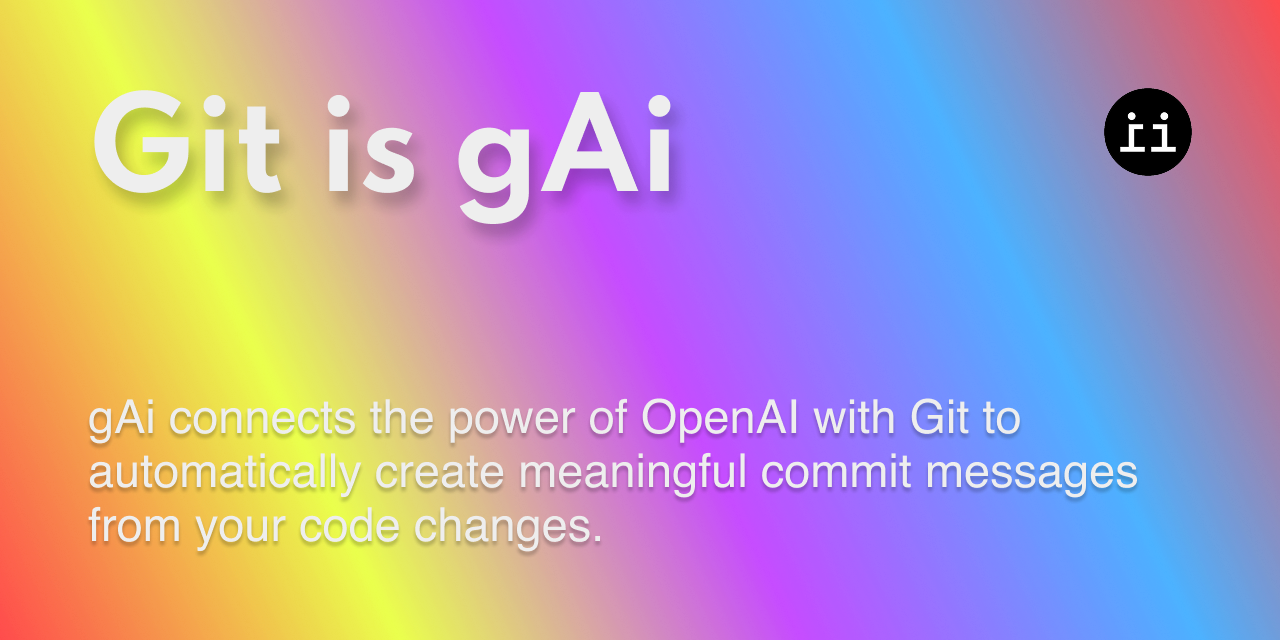 Git is gAi
gAi connects the power of OpenAI with Git to
automatically create meaningful commit messages
from your code changes.